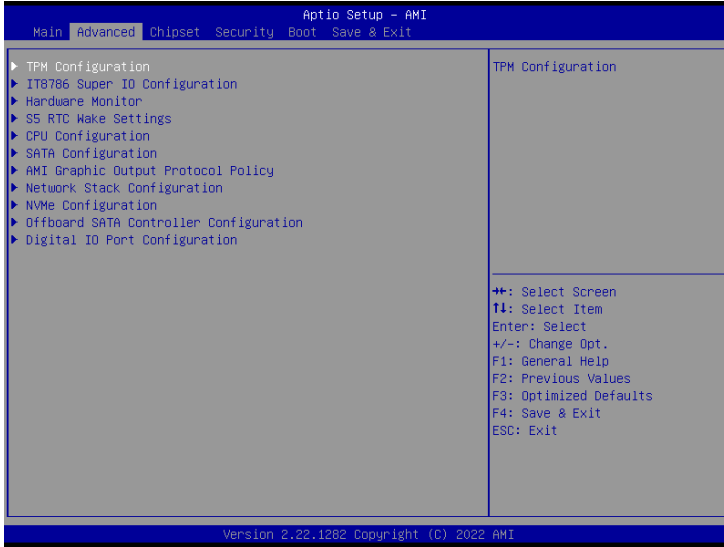 Aptio Setup – AMI
Main Advanced Chipset Security Boot Save & Exit
▶ TPM Configuration
▶ IT8786 Super IO Configuration
▶ Hardware Monitor
▶ S5 RTC Wake Settings
▶ CPU Configuration
▶ SATA Configuration
▶ AMI Graphic Output Protocol Policy
▶ Network Stack Configuration
▶ NVMe Configuration
▶ Offboard SATA Controller Configuration
▶ Digital IO Port Configuration
TPM Configuration
→←: Select Screen
↑↓: Select Item
Enter: Select
+/-: Change Opt.
F1: General Help
F2: Previous Values
F3: Optimized Defaults
F4: Save & Exit
ESC: Exit
Version 2.22.1282 Copyright (C) 2022 AMI